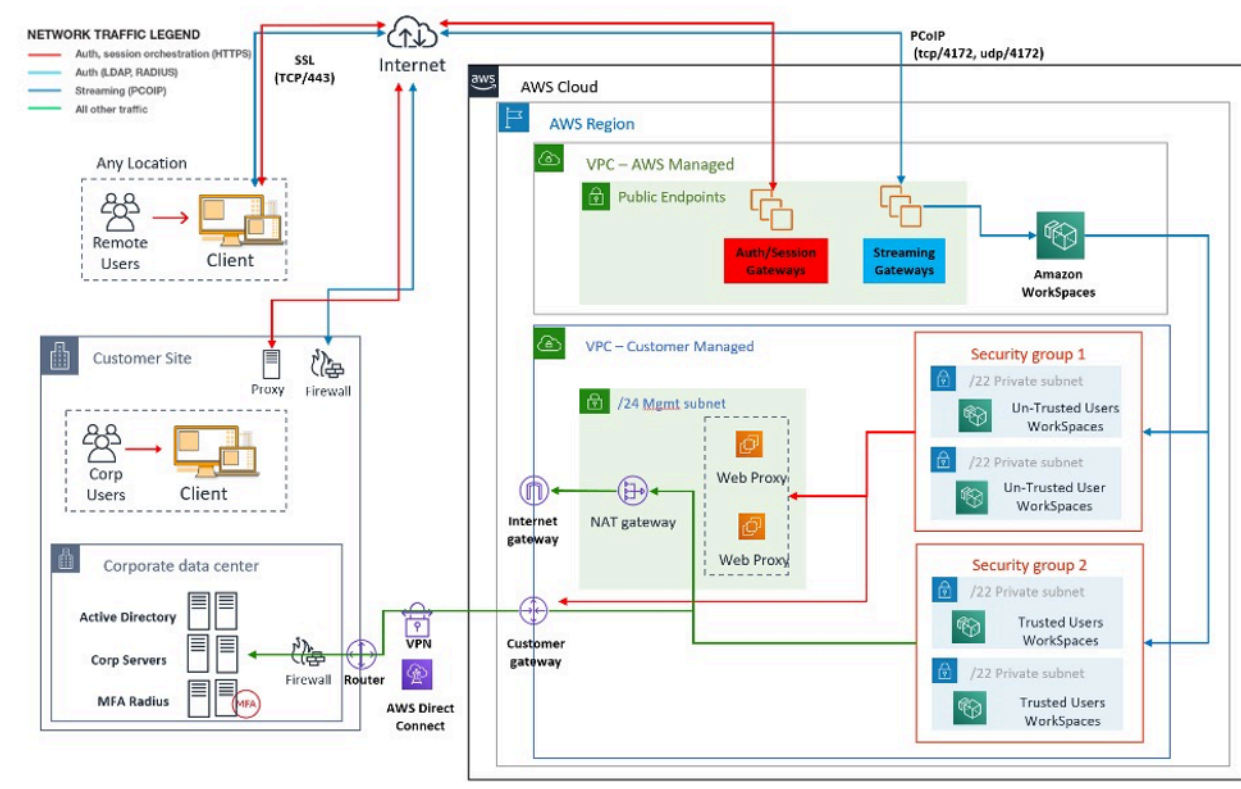 NETWORK TRAFFIC LEGEND
Auth, session orchestration (HTTPS)
Auth (LDAP, RADIUS)
Streaming (PCOIP)
All other traffic
SSL
(TCP/443)
Internet
PCoIP
(tcp/4172, udp/4172)
aws
AWS Cloud
AWS Region
VPC – AWS Managed
Public Endpoints
Auth/Session
Gateways
Streaming
Gateways
Amazon
WorkSpaces
Any Location
Remote
Users
Client
Customer Site
Proxy
Firewall
Corp
Users
Client
Corporate data center
Active Directory
Corp Servers
MFA Radius
MFA
Firewall
Router
VPN
AWS Direct
Connect
VPC – Customer Managed
/24 Mgmt subnet
Web Proxy
Web Proxy
NAT gateway
Internet
gateway
Customer
gateway
Security group 1
/22 Private subnet
Un-Trusted Users
WorkSpaces
/22 Private subnet
Un-Trusted User
WorkSpaces
Security group 2
/22 Private subnet
Trusted Users
WorkSpaces
/22 Private subnet
Trusted Users
WorkSpaces